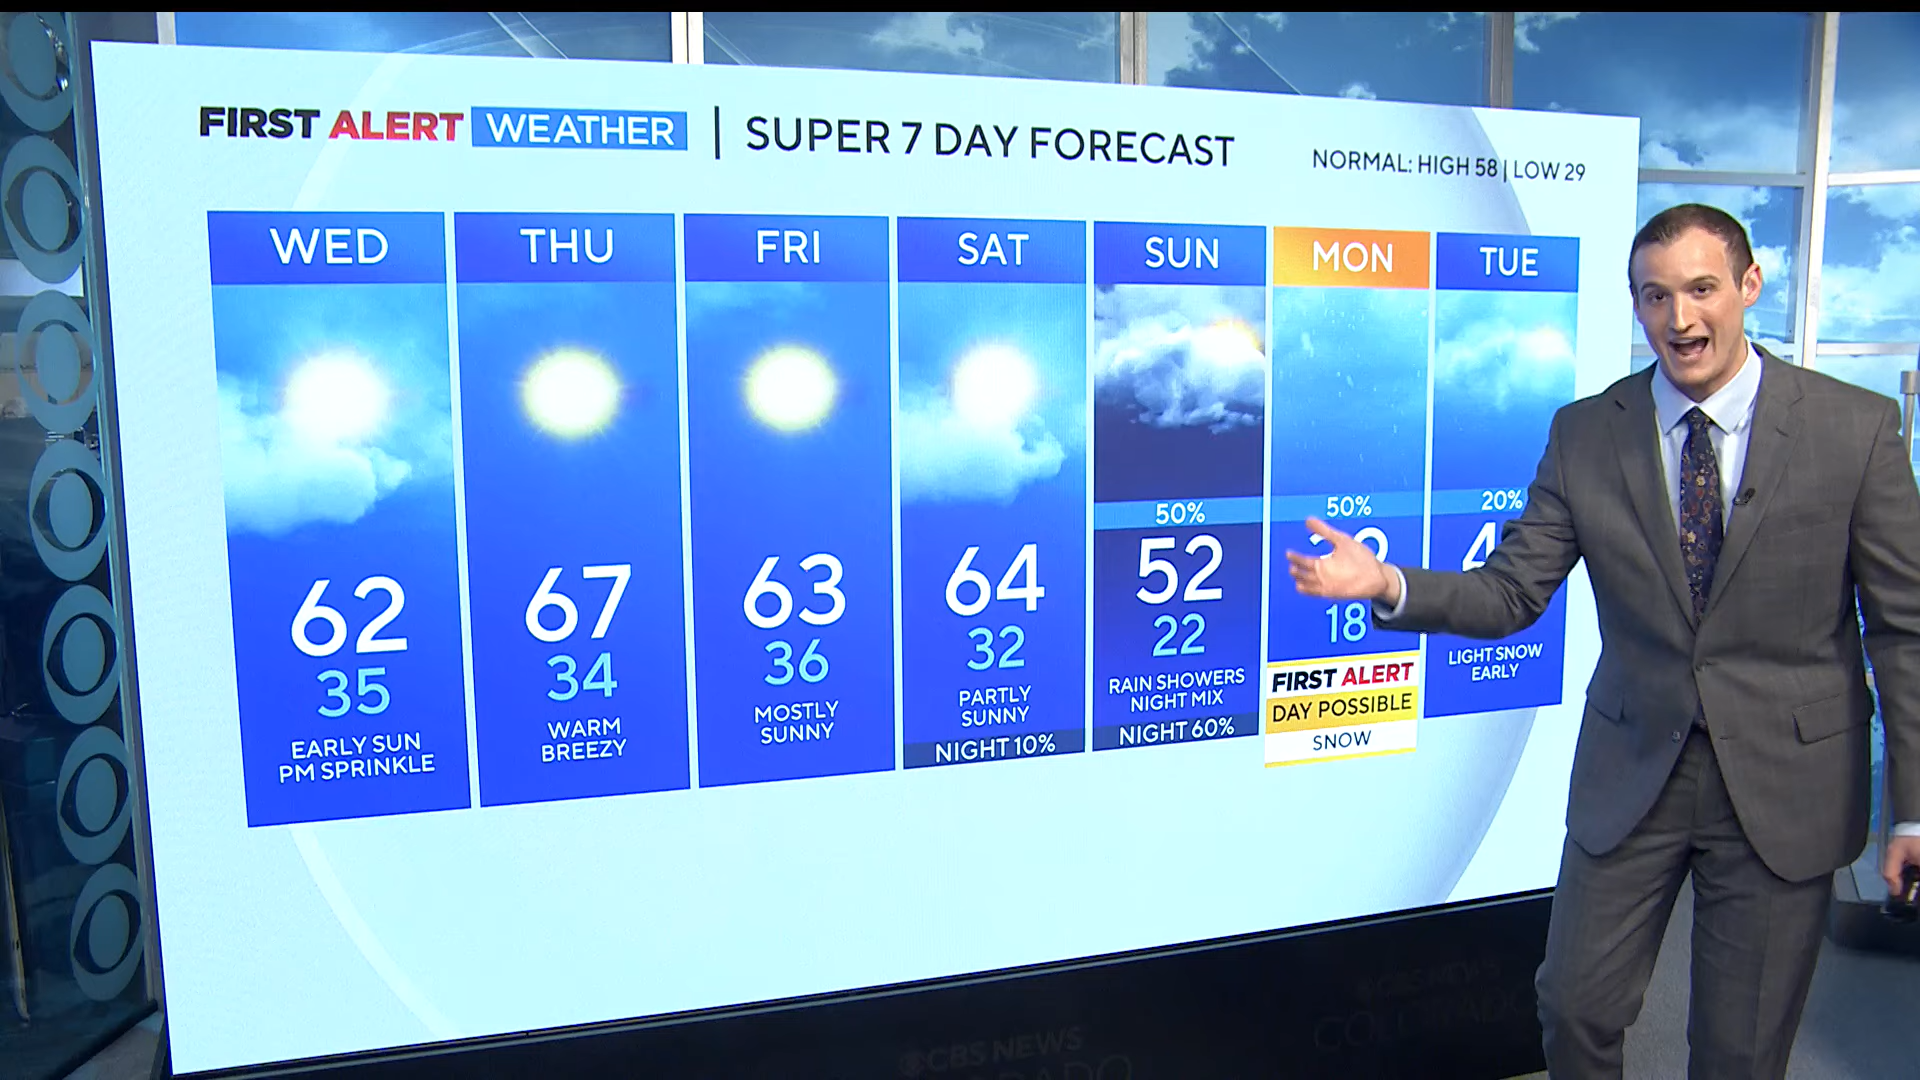 FIRST ALERT WEATHER | SUPER 7 DAY FORECAST
NORMAL: HIGH 58 | LOW 29
WED
62
35
EARLY SUN
PM SPRINKLE
THU
67
34
WARM
BREEZY
FRI
63
36
MOSTLY
SUNNY
SAT
64
32
PARTLY
SUNNY
NIGHT 10%
SUN
50%
52
22
RAIN SHOWERS
NIGHT MIX
NIGHT 60%
MON
50%
18
FIRST ALERT
DAY POSSIBLE
SNOW
TUE
20%
LIGHT SNOW
EARLY
CBS NEWS